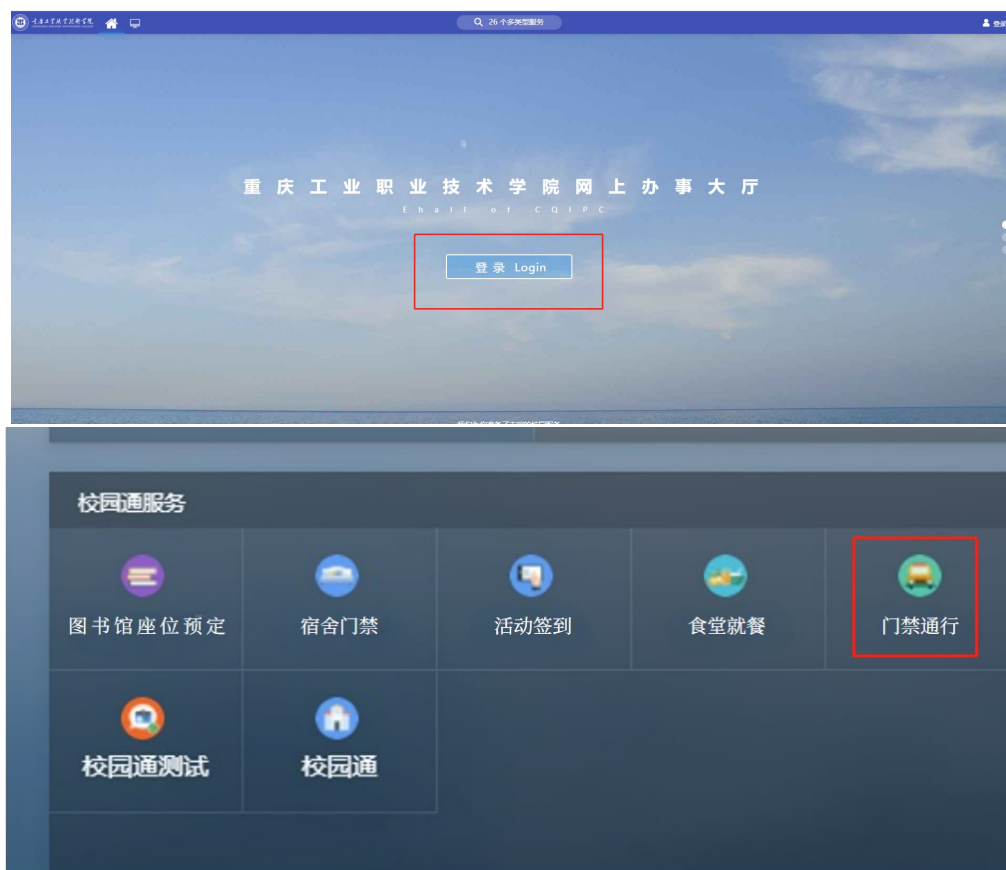 26 个多类型服务
登录
重庆工业职业技术学院网上办事大厅
Ehall of CQIPC
登 录 Login
校园通服务
图书馆座位预定
宿舍门禁
活动签到
食堂就餐
门禁通行
校园通测试
校园通